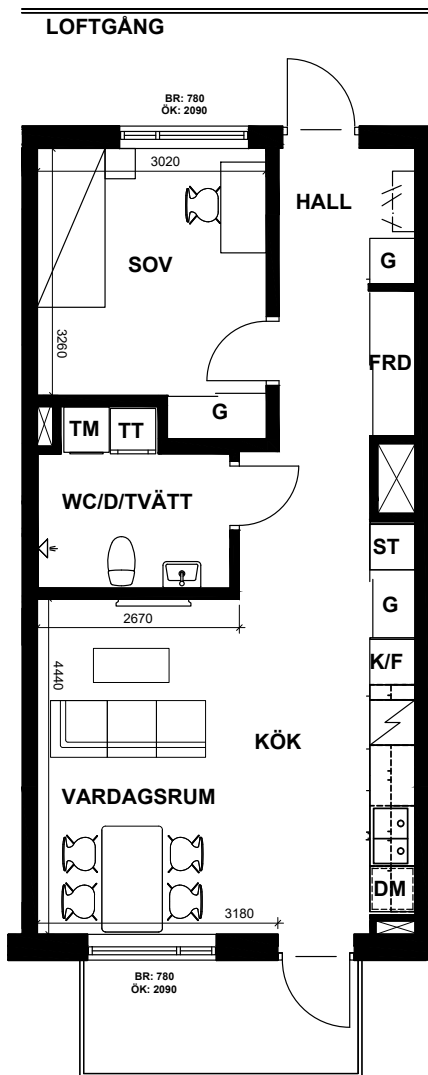 LOFTGÅNG
BR: 780
ÖK: 2090
3020
HALL
SOV
G
3260
FRD
G
TM
TT
WC/D/TVÄTT
ST
G
2670
K/F
4440
KÖK
VARDAGSRUM
DM
3180
BR: 780
ÖK: 2090